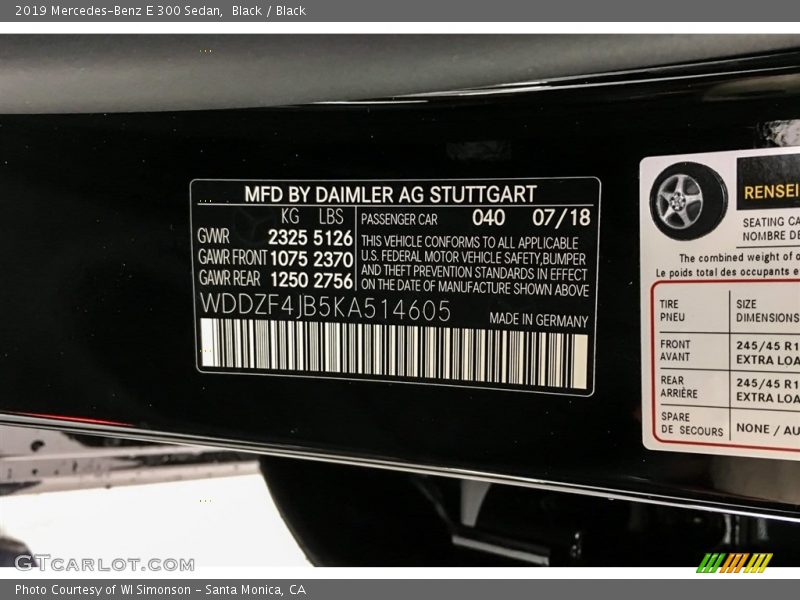 2019 Mercedes-Benz E 300 Sedan, Black / Black
MFD BY DAIMLER AG STUTTGART
KG LBS PASSENGER CAR 040 07/18
GVWR 2325 5126
GAWR FRONT 1075 2370
GAWR REAR 1250 2756
THIS VEHICLE CONFORMS TO ALL APPLICABLE
U.S. FEDERAL MOTOR VEHICLE SAFETY,BUMPER
AND THEFT PREVENTION STANDARDS IN EFFECT
ON THE DATE OF MANUFACTURE SHOWN ABOVE
WDDZF4JB5KA514605 MADE IN GERMANY
RENSEI
SEATING CA
NOMBRE DE
The combined weight of o
Le poids total des occupants e
TIRE SIZE
PNEU DIMENSIONS
FRONT 245/45 R1
AVANT EXTRA LOA
REAR 245/45 R1
ARRIÈRE EXTRA LOA
SPARE NONE / AU
DE SECOURS
GTCARLOT.COM
Photo Courtesy of WI Simonson - Santa Monica, CA